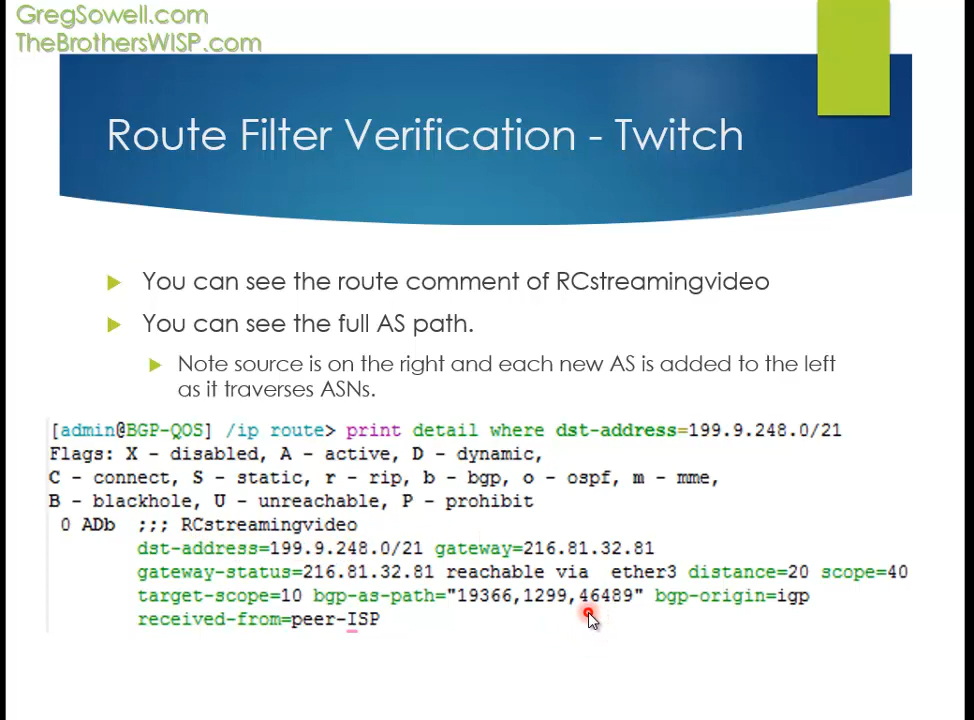 GregSowell.com
TheBrothersWISP.com
Route Filter Verification - Twitch
You can see the route comment of RCstreamingvideo
You can see the full AS path.
Note source is on the right and each new AS is added to the left
as it traverses ASNs.
[admin@BGP-QOS] /ip route> print detail where dst-address=199.9.248.0/21
Flags: X - disabled, A - active, D - dynamic,
C - connect, S - static, r - rip, b - bgp, o - ospf, m - mme,
B - blackhole, U - unreachable, P - prohibit
0 ADb ;;; RCstreamingvideo
dst-address=199.9.248.0/21 gateway=216.81.32.81
gateway-status=216.81.32.81 reachable via ether3 distance=20 scope=40
target-scope=10 bgp-as-path="19366,1299,46489" bgp-origin=igp
received-from=peer-ISP